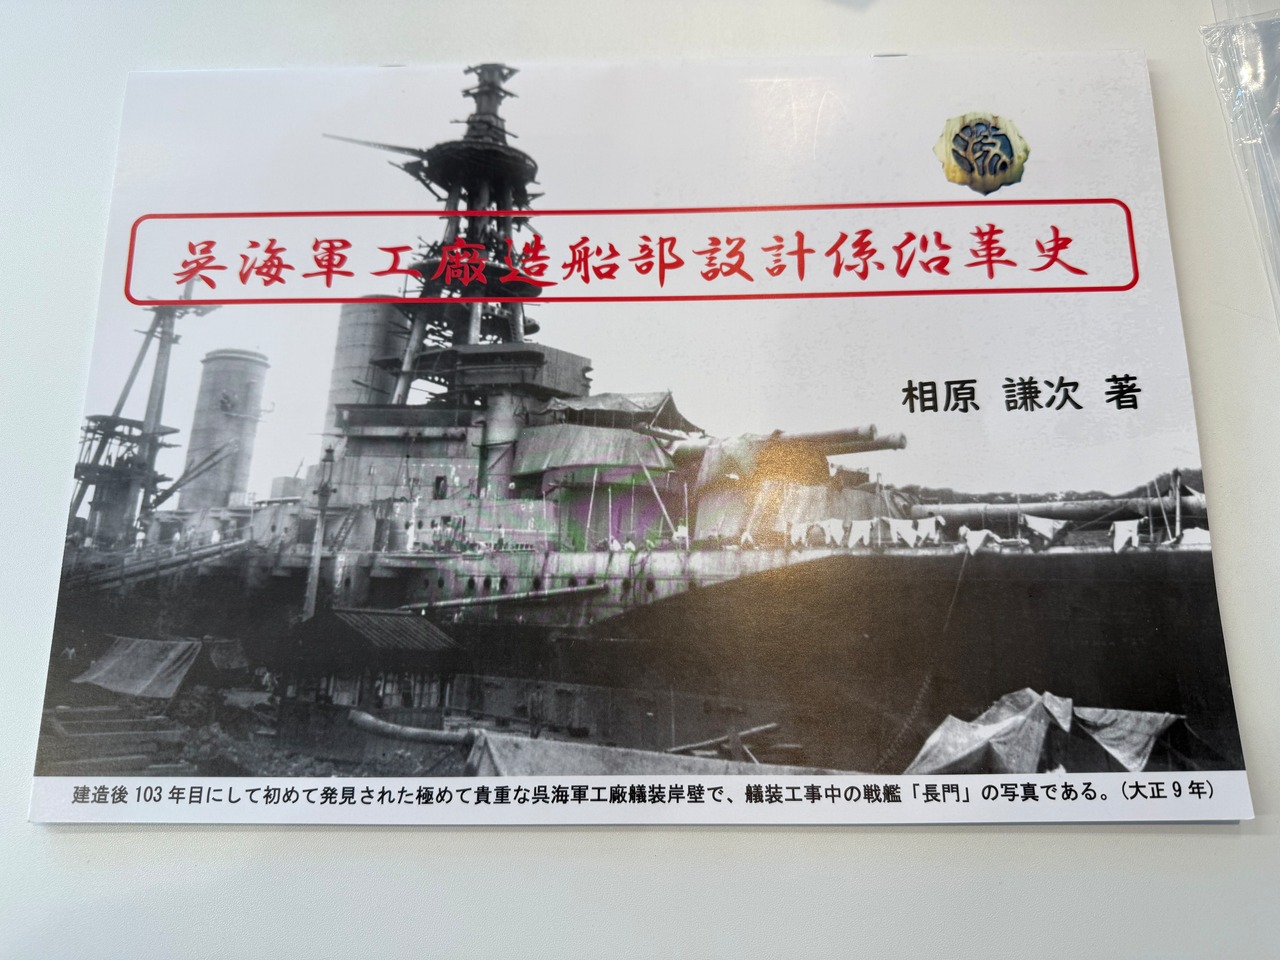 呉海軍工廠造船部設計係沿革史
相原 謙次 著
建造後103年目にして初めて発見された極めて貴重な呉海軍工廠艤装岸壁で、艤装工事中の戦艦「長門」の写真である。（大正9年）